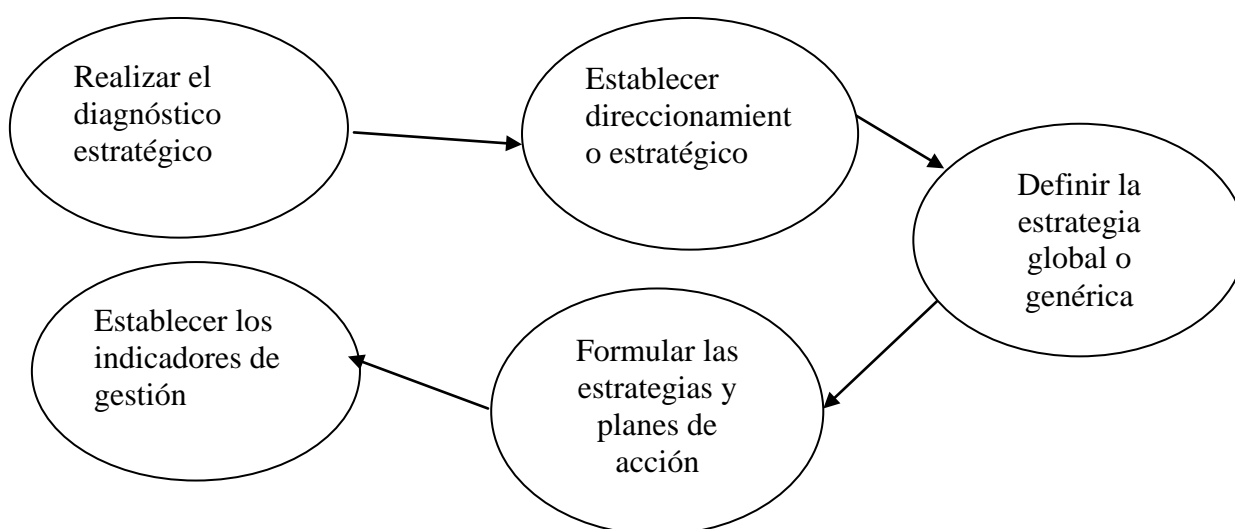 Realizar el
diagnóstico
estratégico
Establecer
direccionamient
o estratégico
Definir la
estrategia
global o
genérica
Formular las
estrategias y
planes de
acción
Establecer los
indicadores de
gestión